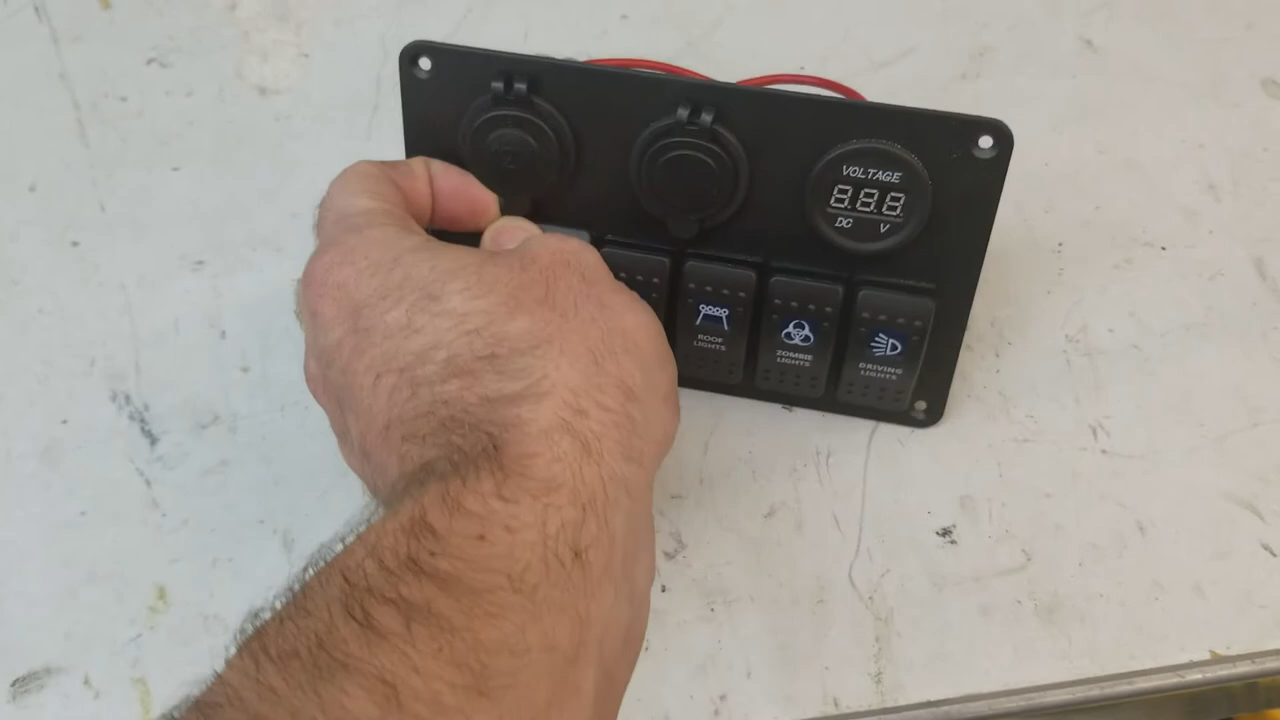 VOLTAGE
8.8.8
DC V
ROOF
LIGHTS
ZOMBIE
LIGHTS
DRIVING
LIGHTS